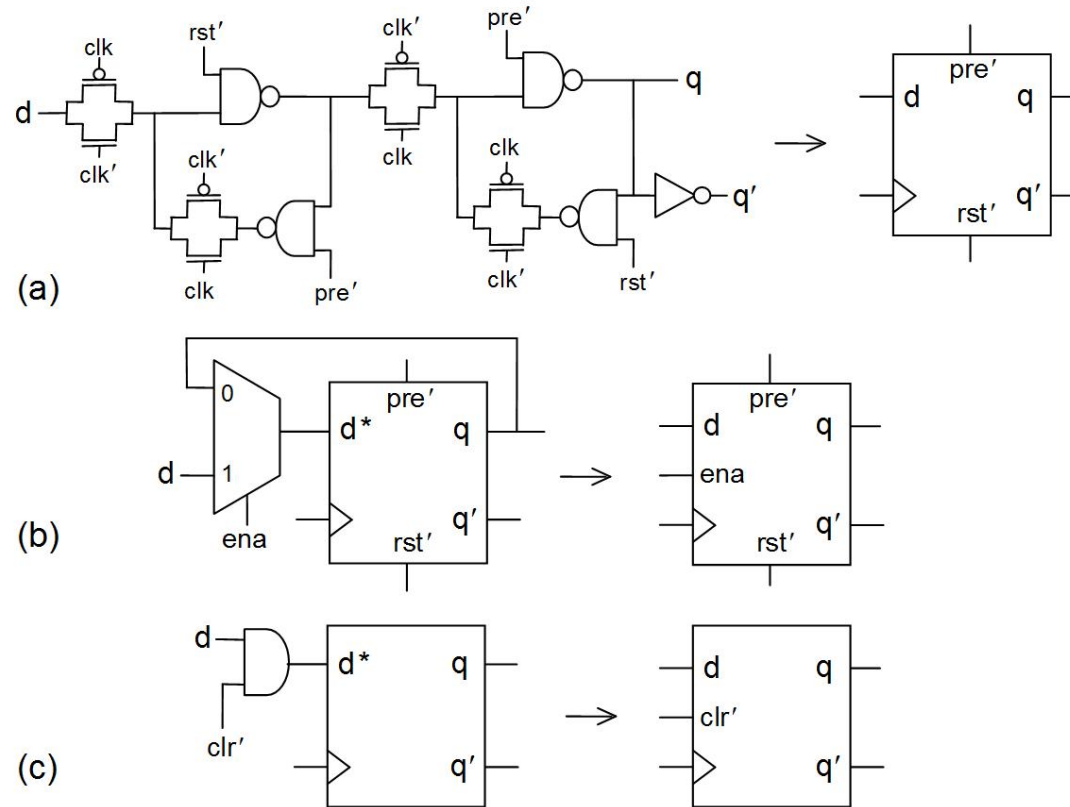 clk rst′ clk′ pre′
pre′
d q d q
clk′ clk′ clk clk′
q′ q′
rst′
clk pre′ clk′ rst′
(a)
0 pre′ pre′
d* q d q
d 1 ena
ena q′ q′
(b) rst′ rst′
d d* q d q
clr′ clr′
(c) q′ q′